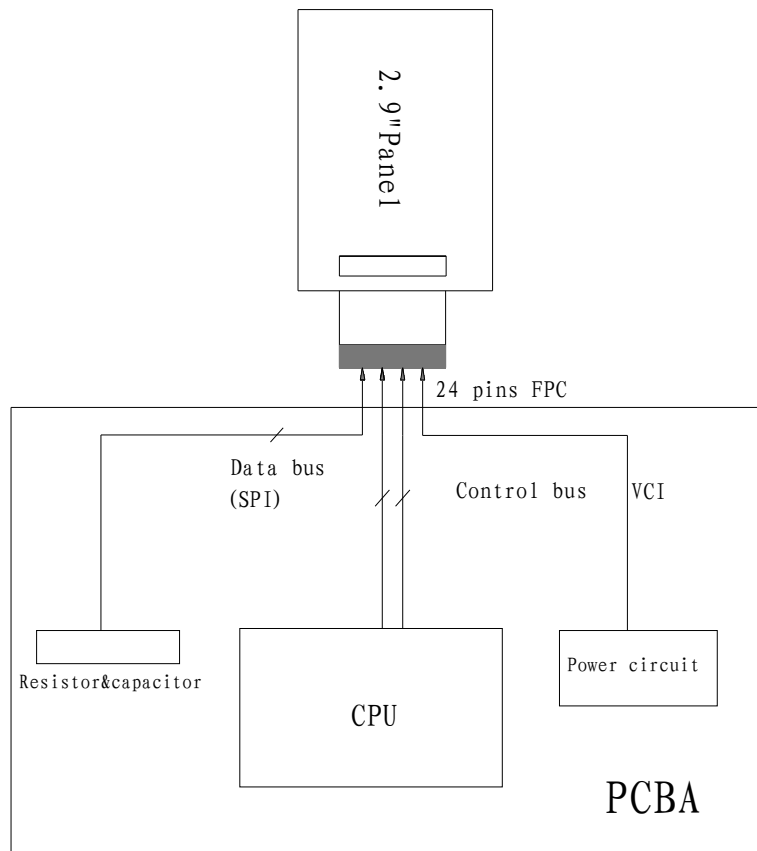 2.9"Panel
24 pins FPC
Data bus
(SPI)
Control bus
VCI
Resistor&capacitor
CPU
Power circuit
PCBA